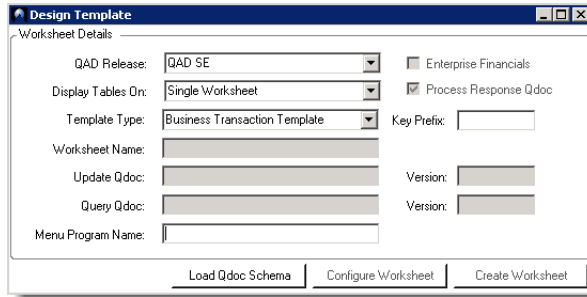 Design Template
Worksheet Details
QAD Release: QAD SE Enterprise Financials
Display Tables On: Single Worksheet Process Response Qdoc
Template Type: Business Transaction Template Key Prefix:
Worksheet Name:
Update Qdoc: Version:
Query Qdoc: Version:
Menu Program Name:
Load Qdoc Schema Configure Worksheet Create Worksheet